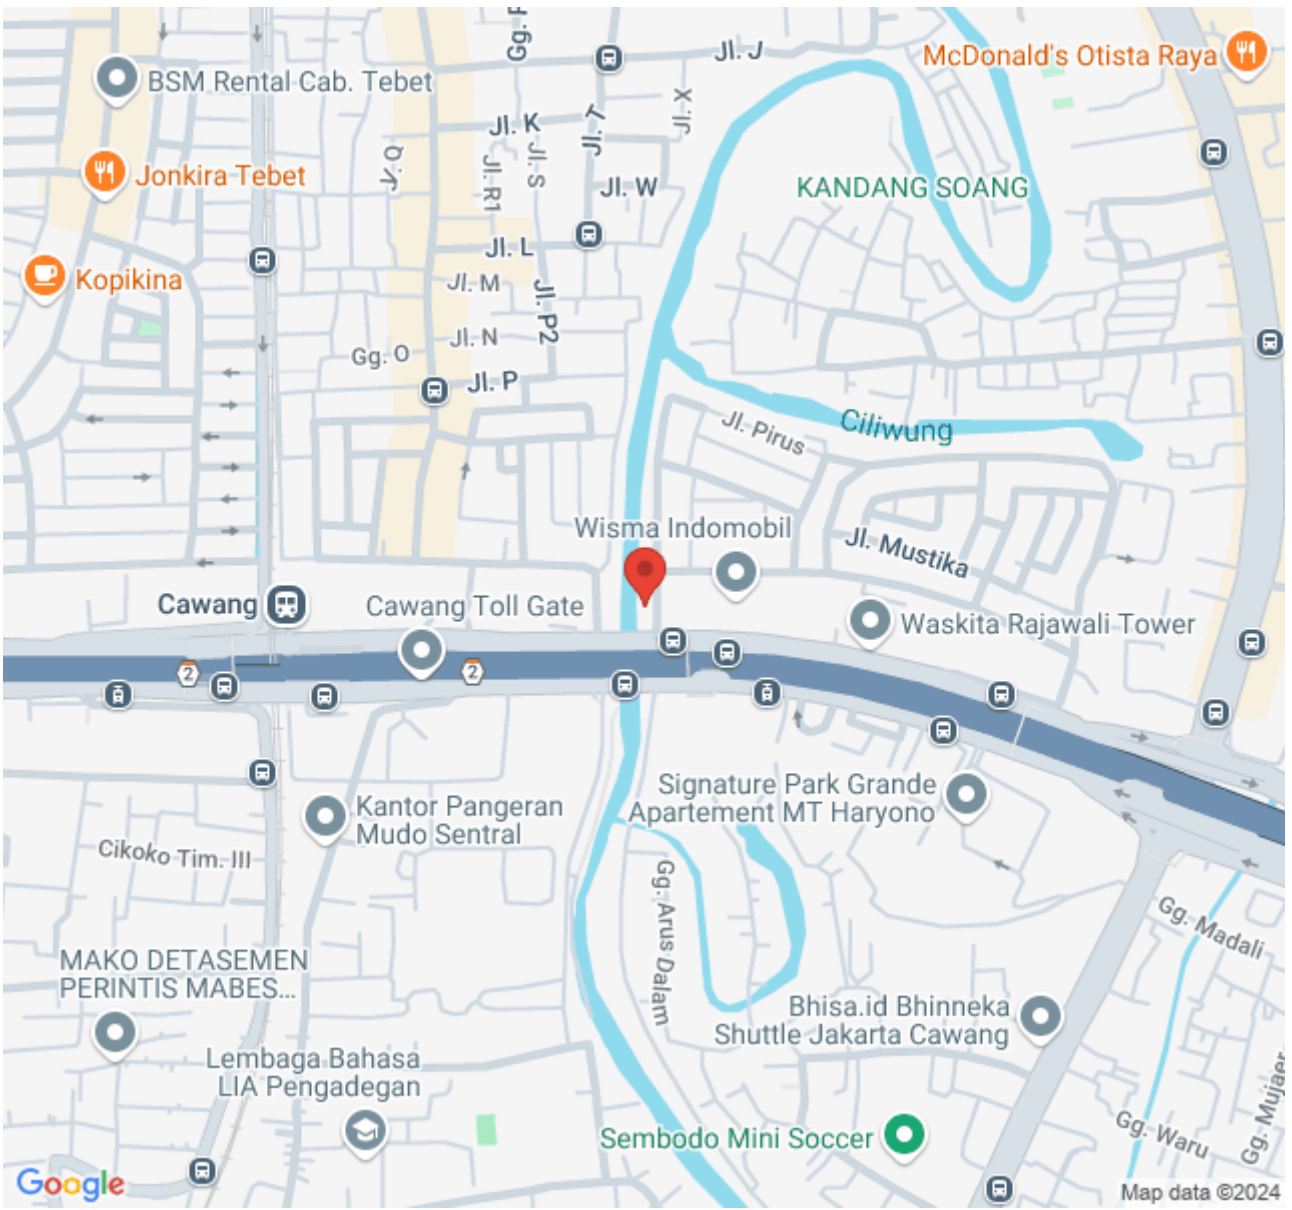 Gg. F
Jl. J
McDonald's Otista Raya
BSM Rental Cab. Tebet
Jl. X
Jl. K
Jl. T
Jl. Q
Jl. R1
Jl. S
Jonkira Tebet
Jl. W
KANDANG SOANG
Jl. L
Kopikina
Jl. M
Jl. P2
Jl. N
Gg. O
Jl. P
Jl. Pirus
Ciliwung
Wisma Indomobil
Jl. Mustika
Cawang
Cawang Toll Gate
Waskita Rajawali Tower
2
2
Signature Park Grande
Apartement MT Haryono
Kantor Pangeran
Mudo Sentral
Cikoko Tim. III
Gg. Arus Dalam
Gg. Madali
MAKO DETASEMEN
PERINTIS MABES...
Bhisa.id Bhinneka
Shuttle Jakarta Cawang
Lembaga Bahasa
LIA Pengadegan
Gg. Mujaer
Gg. Waru
Sembodo Mini Soccer
Google
Map data ©2024